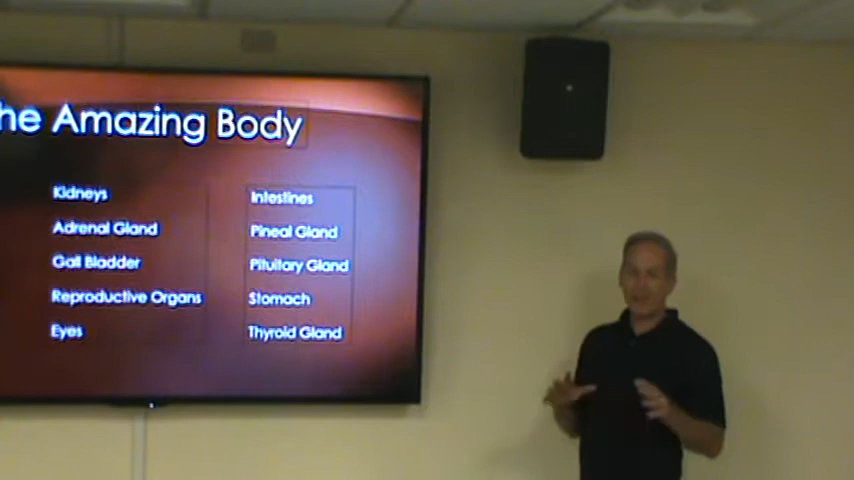 he Amazing Body
Kidneys
Adrenal Gland
Gall Bladder
Reproductive Organs
Eyes
Intestines
Pineal Gland
Pituitary Gland
Stomach
Thyroid Gland